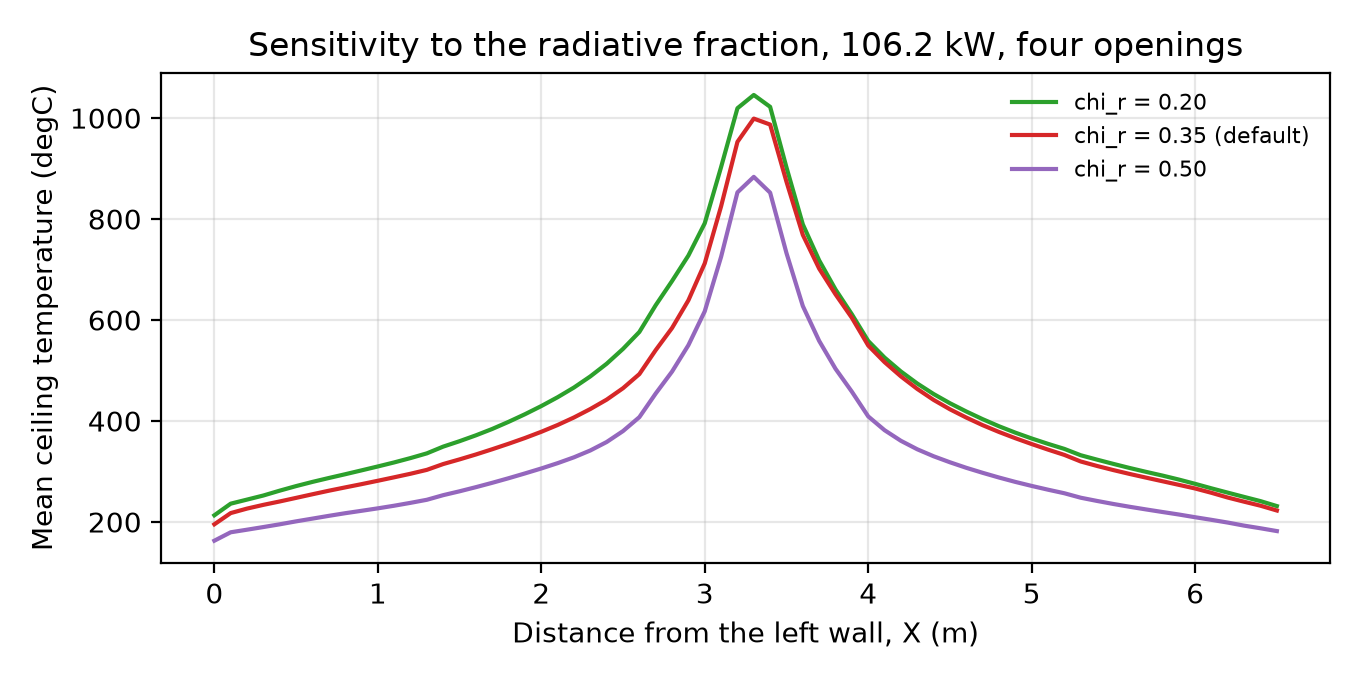 Sensitivity to the radiative fraction, 106.2 kW, four openings
chi_r = 0.20
chi_r = 0.35 (default)
chi_r = 0.50
Mean ceiling temperature (degC)
1000
800
600
400
200
0 1 2 3 4 5 6
Distance from the left wall, X (m)